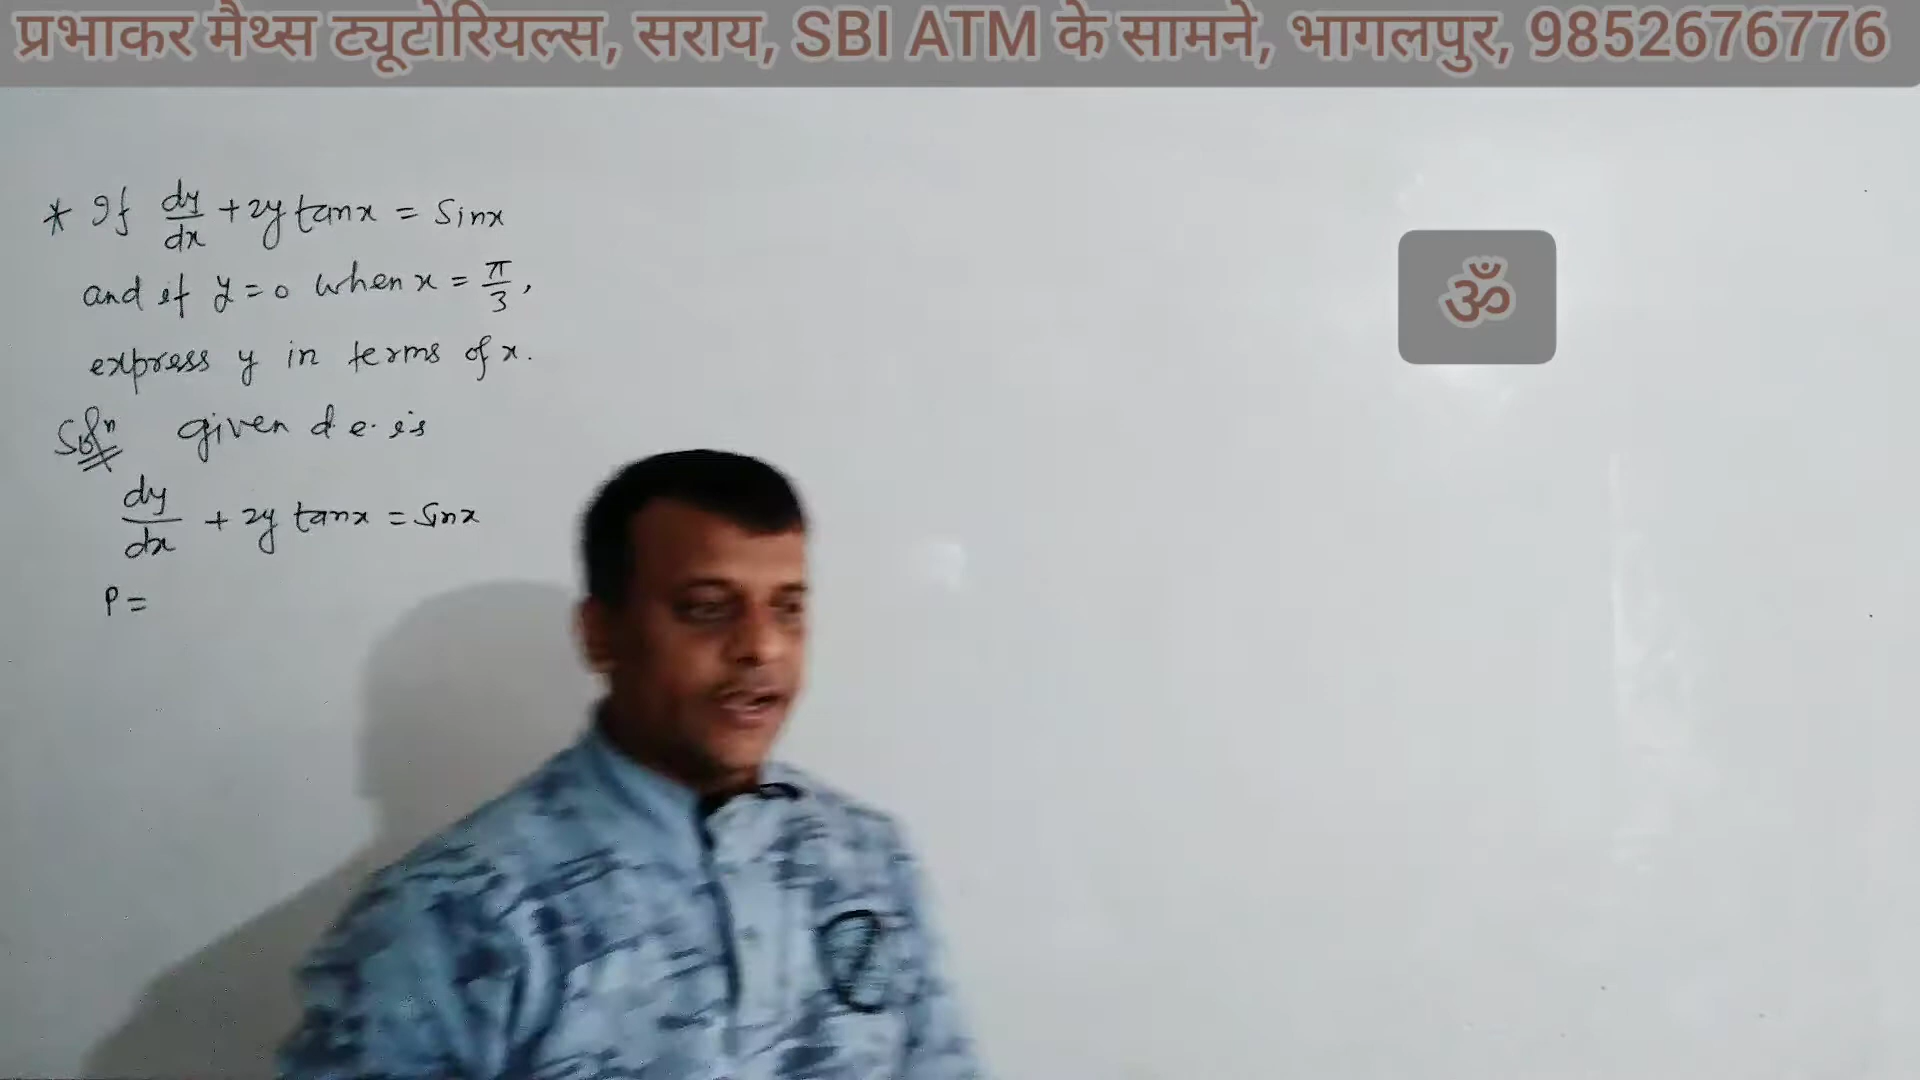 प्रभाकर मैथ्स ट्यूटोरियल्स, सराय, SBI ATM के सामने, भागलपुर, 9852676776
ॐ
* If dy/dx + 2y tanx = Sinx
and if y = 0 when x = π/3,
express y in terms of x.
Solⁿ given d.e. is
dy/dx + 2y tanx = Sinx
P =